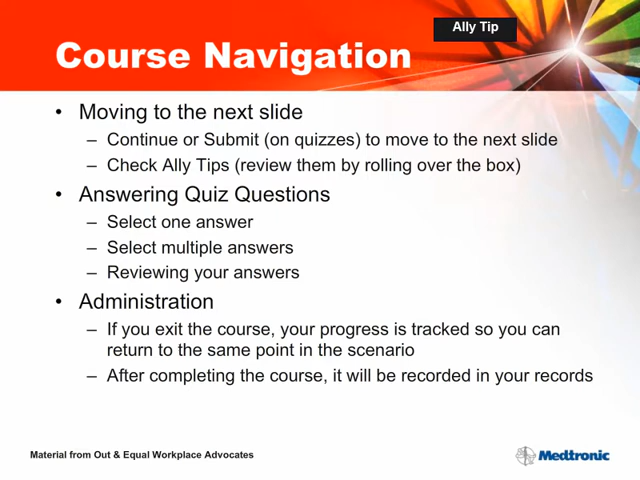 Ally Tip
Course Navigation
• Moving to the next slide
– Continue or Submit (on quizzes) to move to the next slide
– Check Ally Tips (review them by rolling over the box)
• Answering Quiz Questions
– Select one answer
– Select multiple answers
– Reviewing your answers
• Administration
– If you exit the course, your progress is tracked so you can
return to the same point in the scenario
– After completing the course, it will be recorded in your records
Material from Out & Equal Workplace Advocates
Medtronic